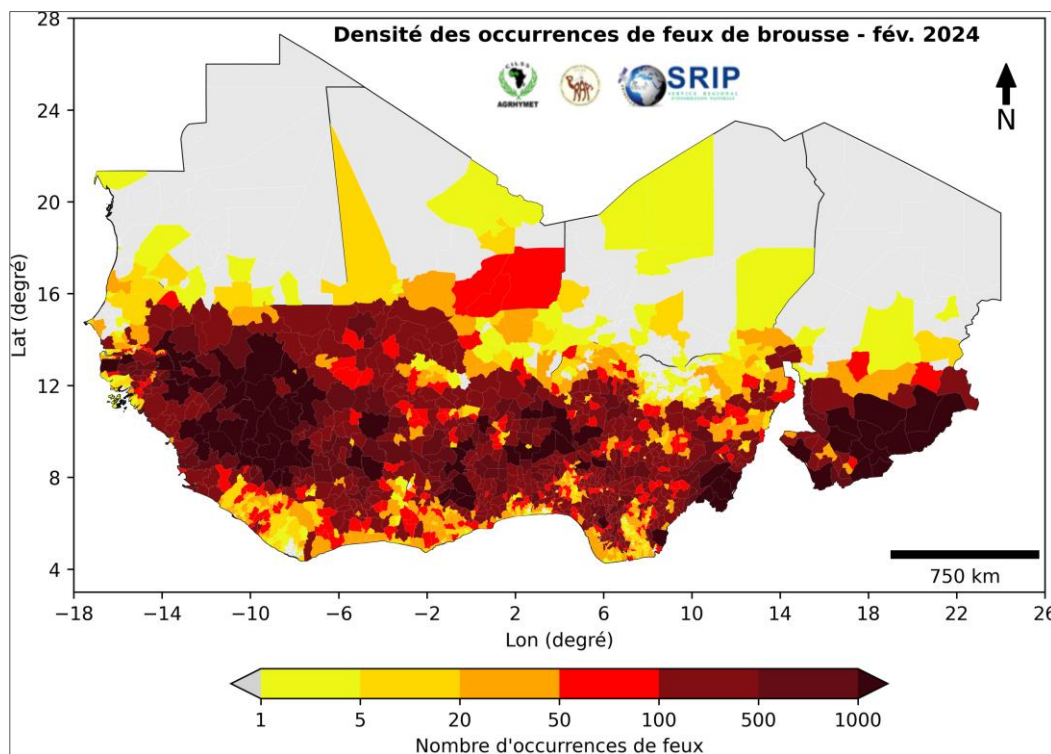 Densité des occurrences de feux de brousse - fév. 2024
CILSS
AGRHYMET
SRIP
N
28
24
20
16
12
8
4
Lat (degré)
750 km
−18 −14 −10 −6 −2 2 6 10 14 18 22 26
Lon (degré)
1 5 20 50 100 500 1000
Nombre d'occurrences de feux